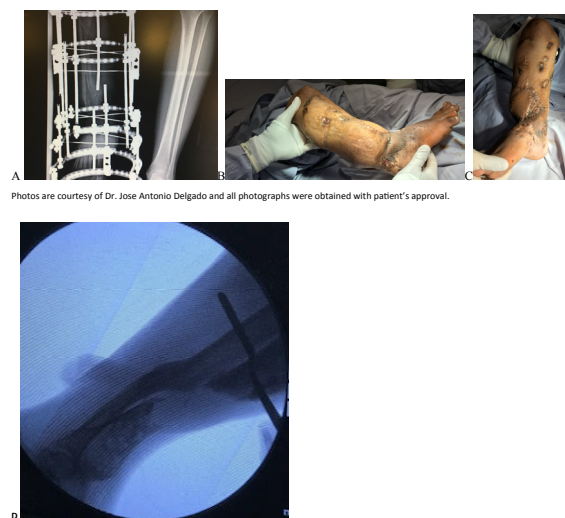 A
B
C
Photos are courtesy of Dr. Jose Antonio Delgado and all photographs were obtained with patient's approval.
D